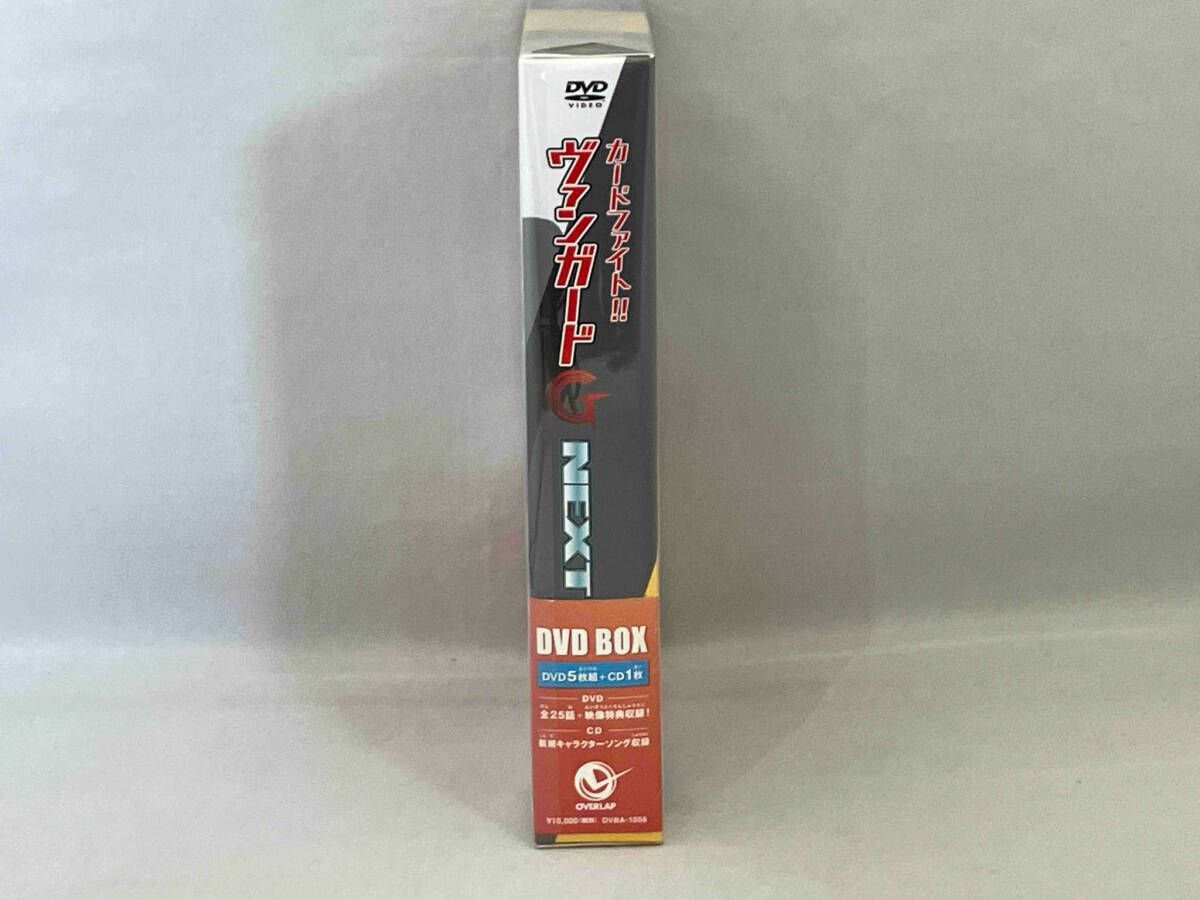 DVD
VIDEO
カードファイト!!
ヴァンガード
G
NEXT
DVD BOX
DVD5枚組+CD1枚
DVD
全25話+映像特典収録!
CD
新規キャラクターソング収録
OVERLAP